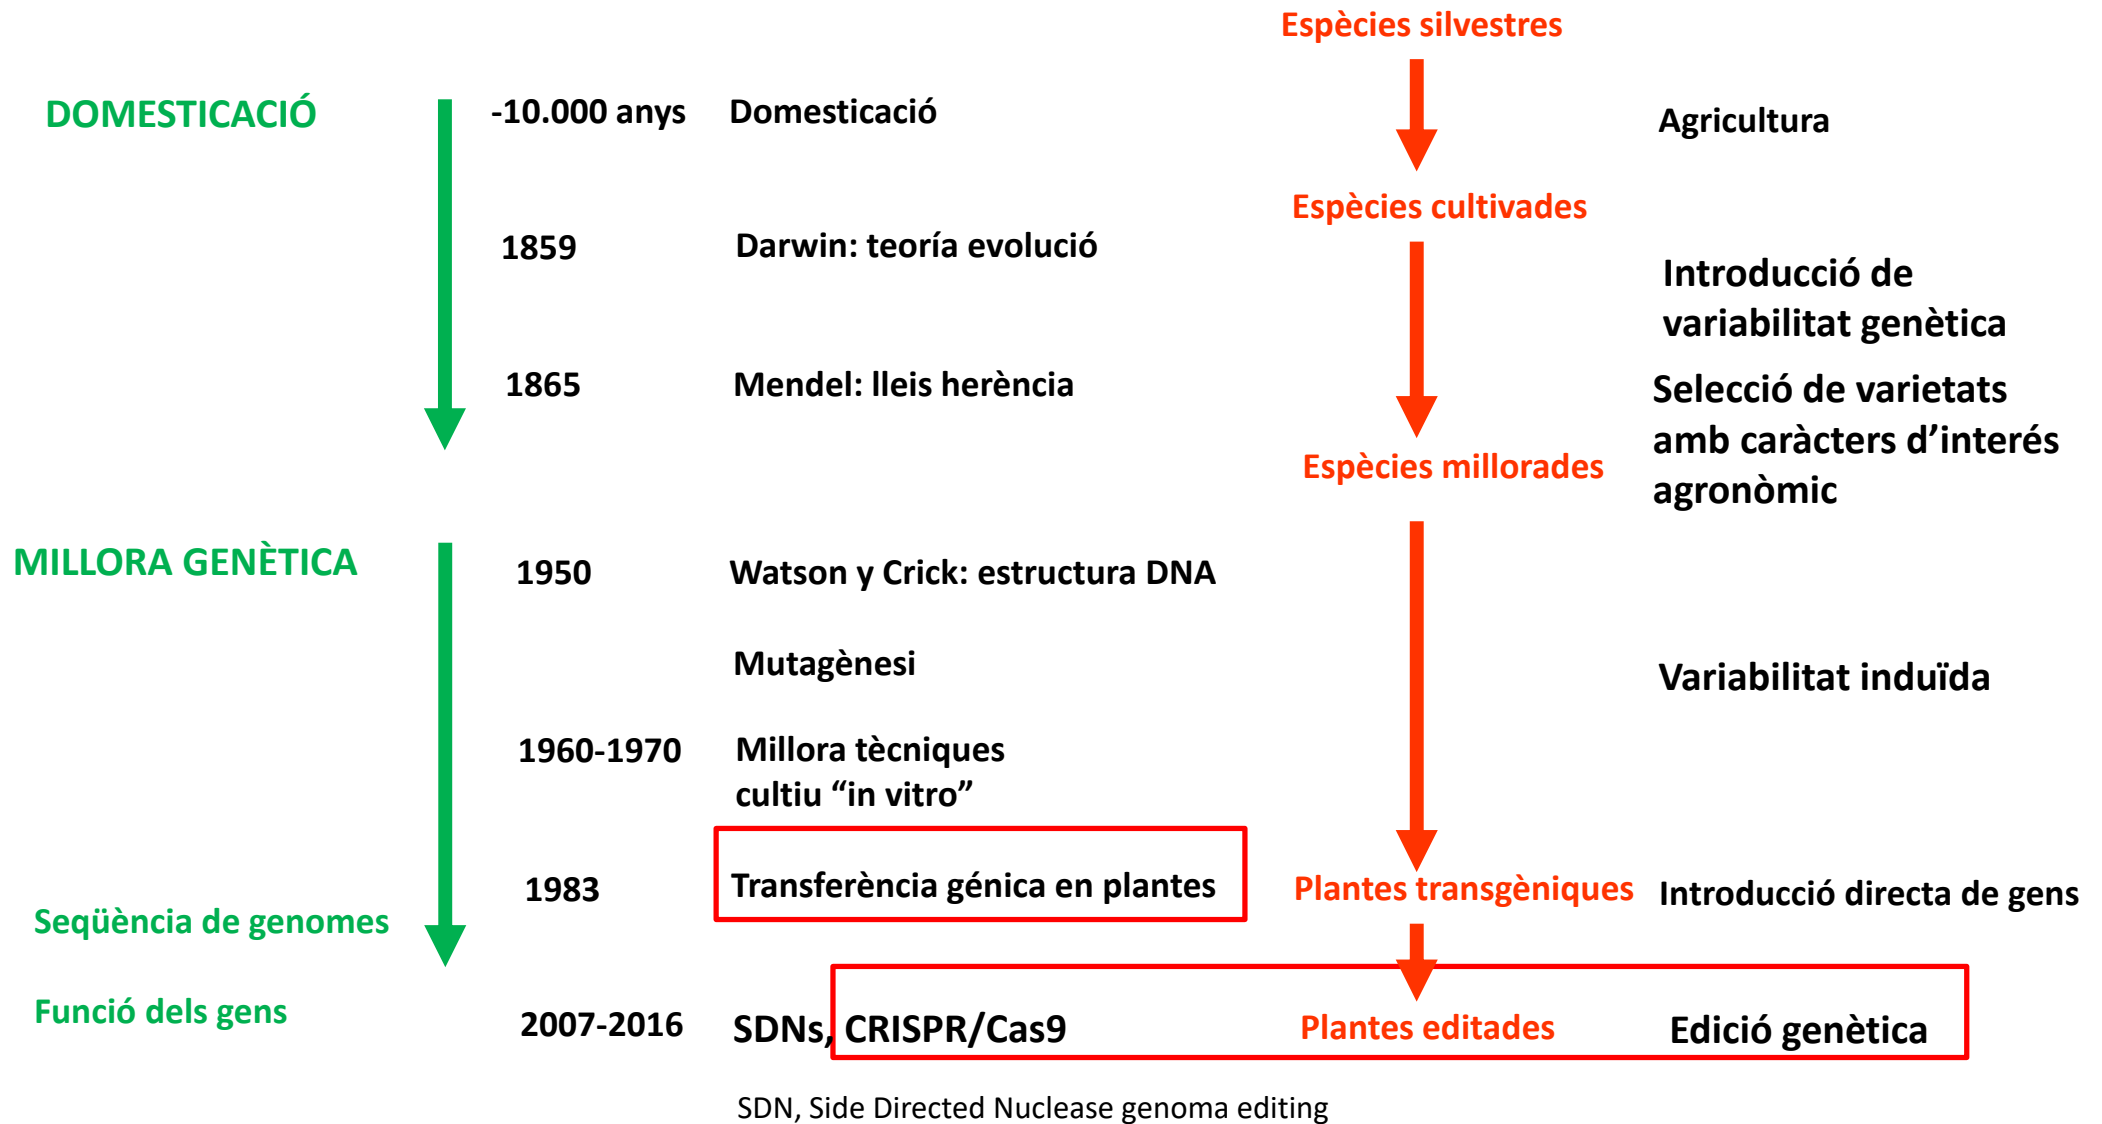 Espècies silvestres
DOMESTICACIÓ
-10.000 anys
Domesticació
Agricultura
Espècies cultivades
1859
Darwin: teoría evolució
Introducció de
variabilitat genètica
1865
Mendel: lleis herència
Selecció de varietats
amb caràcters d’interés
agronòmic
Espècies millorades
MILLORA GENÈTICA
1950
Watson y Crick: estructura DNA
Mutagènesi
Variabilitat induïda
1960-1970
Millora tècniques
cultiu “in vitro”
1983
Transferència génica en plantes
Plantes transgèniques
Introducció directa de gens
Seqüència de genomes
Funció dels gens
2007-2016
SDNs, CRISPR/Cas9
Plantes editades
Edició genètica
SDN, Side Directed Nuclease genoma editing